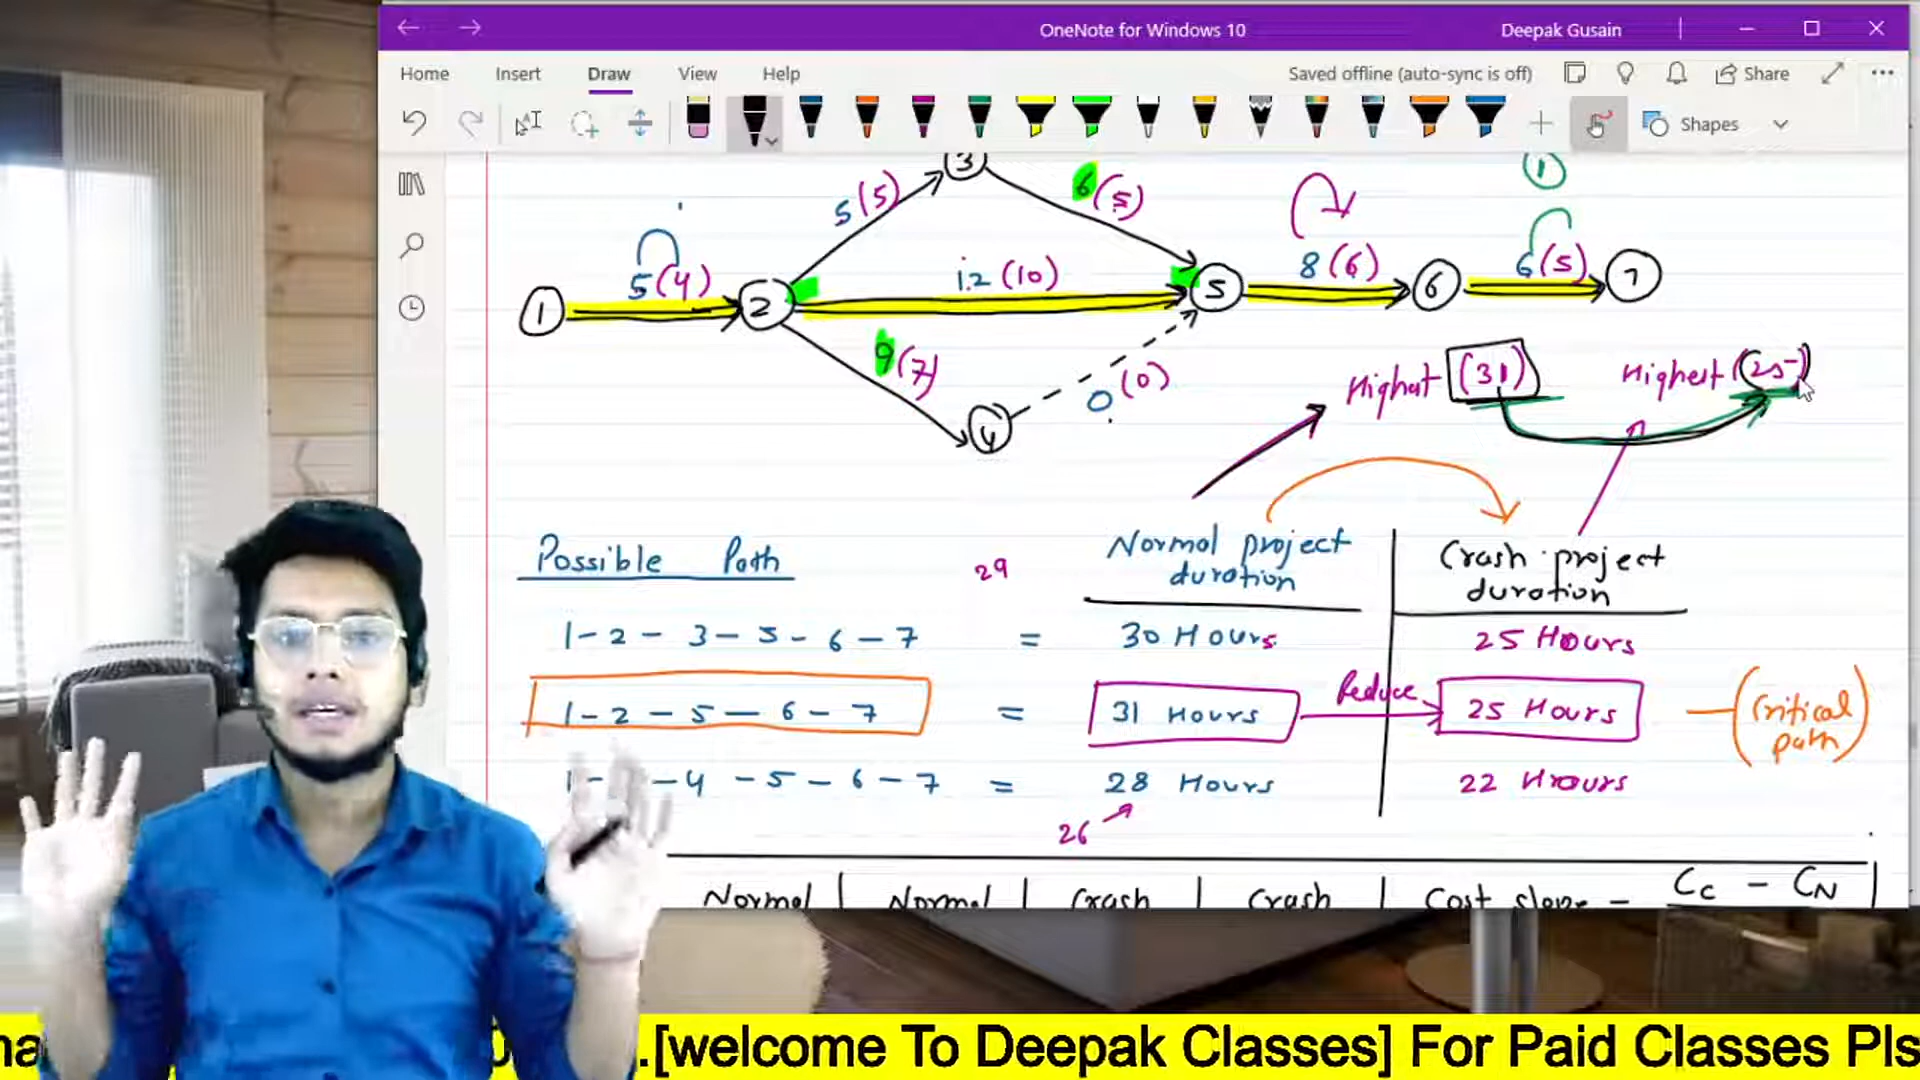 OneNote for Windows 10
Deepak Gusain
Home Insert Draw View Help
Saved offline (auto-sync is off) Share
Shapes
3
1
5(5)
6(5)
5(4)
12(10)
8(6)
6(5)
1 2 5 6 7
9(7)
0(0)
4
Highest (31)
Highest (25)
Possible Path
29
Normal project duration
Crash project duration
1-2-3-5-6-7 = 30 Hours 25 Hours
1-2-5-6-7 = 31 Hours Reduce 25 Hours (Critical path)
-4-5-6-7 = 28 Hours 22 Hours
26
Normal | Normal | Crash | Crash | Cost slope = Cc - CN
.[welcome To Deepak Classes] For Paid Classes Pls